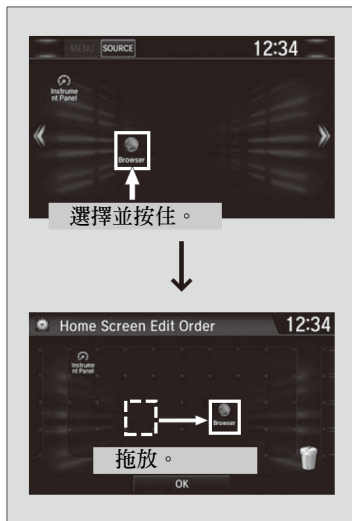 MENU SOURCE 12:34
Instrume
nt Panel
Browser
選擇並按住。
Home Screen Edit Order 12:34
Instrume
nt Panel
Browser
拖放。
OK